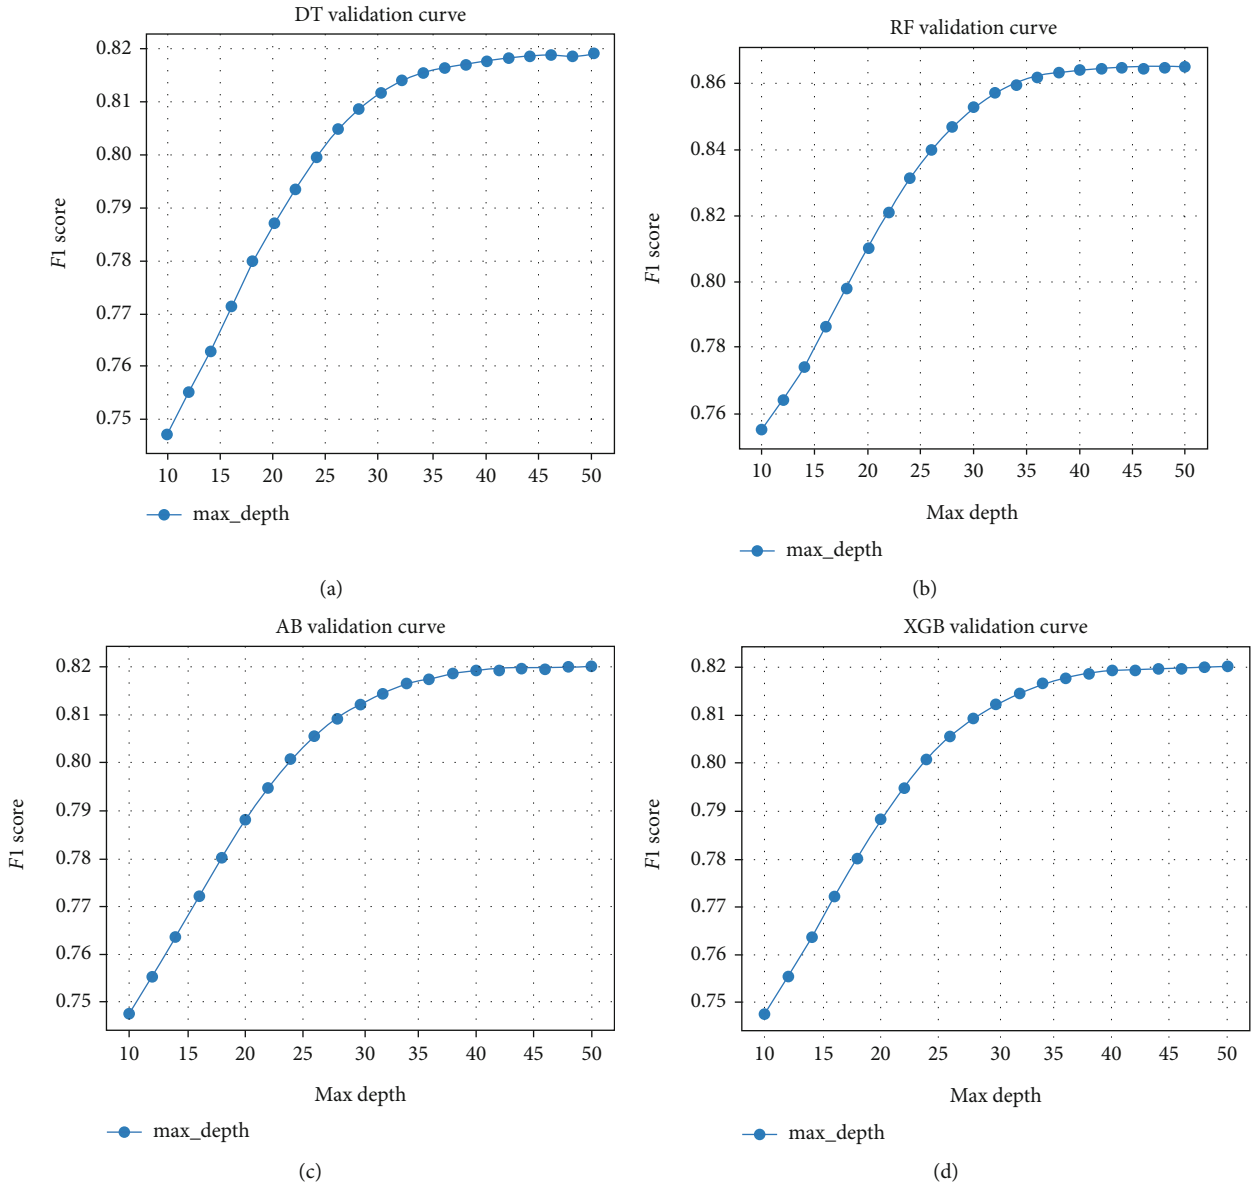 DT validation curve
0.82
0.81
0.80
0.79
0.78
0.77
0.76
0.75
F1 score
10 15 20 25 30 35 40 45 50
max_depth
(a)
RF validation curve
0.86
0.84
0.82
0.80
0.78
0.76
F1 score
10 15 20 25 30 35 40 45 50
Max depth
max_depth
(b)
AB validation curve
0.82
0.81
0.80
0.79
0.78
0.77
0.76
0.75
F1 score
10 15 20 25 30 35 40 45 50
Max depth
max_depth
(c)
XGB validation curve
0.82
0.81
0.80
0.79
0.78
0.77
0.76
0.75
F1 score
10 15 20 25 30 35 40 45 50
Max depth
max_depth
(d)